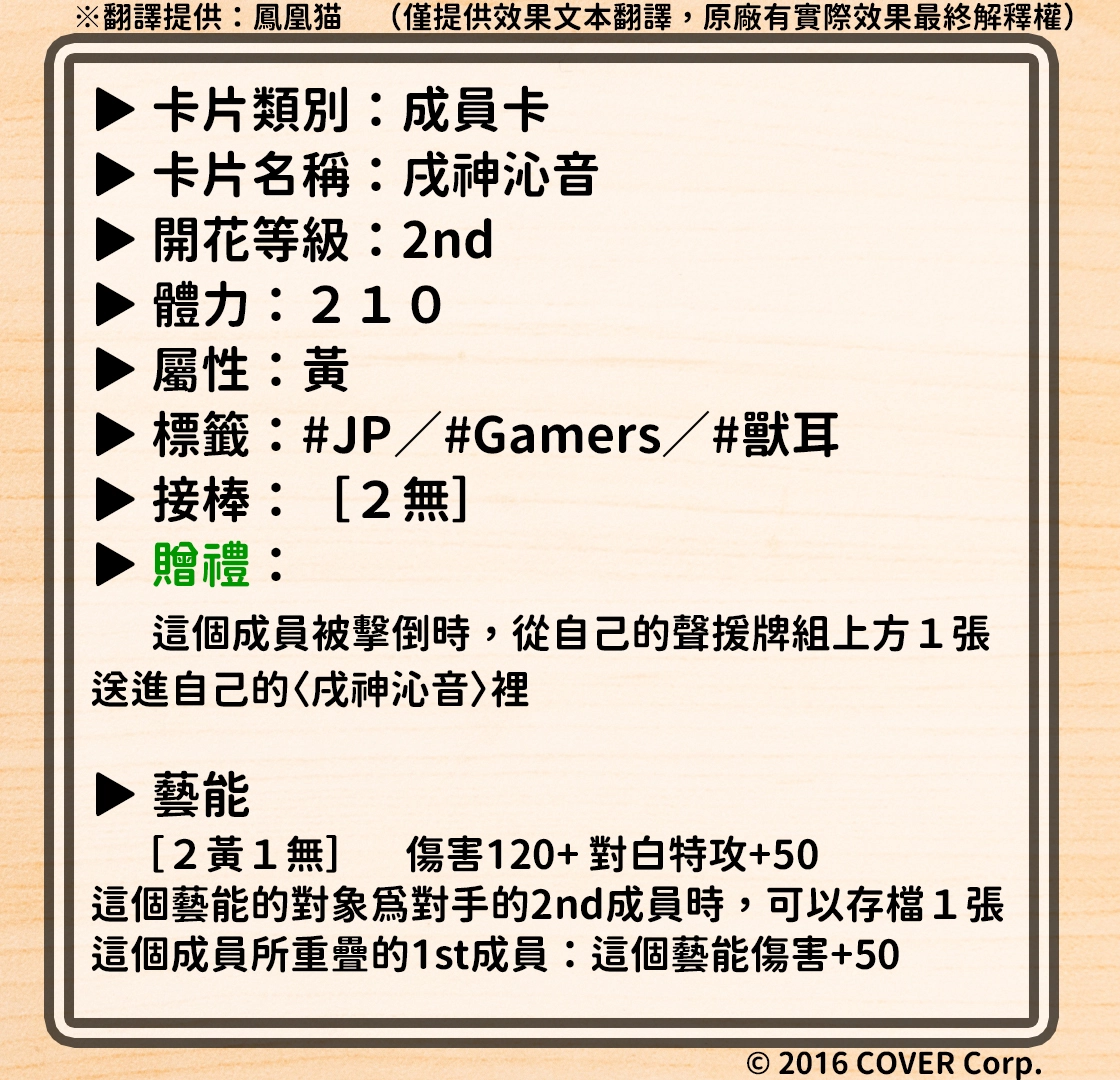 ※翻譯提供：鳳凰猫　（僅提供效果文本翻譯，原廠有實際效果最終解釋權）
▶ 卡片類別：成員卡
▶ 卡片名稱：戌神沁音
▶ 開花等級：2nd
▶ 體力：２１０
▶ 屬性：黃
▶ 標籤：#JP／#Gamers／#獸耳
▶ 接棒：［２無］
▶ 贈禮：
這個成員被擊倒時，從自己的聲援牌組上方１張
送進自己的〈戌神沁音〉裡
▶ 藝能
［２黃１無］　傷害120+ 對白特攻+50
這個藝能的對象爲對手的2nd成員時，可以存檔１張
這個成員所重疊的1st成員：這個藝能傷害+50
© 2016 COVER Corp.